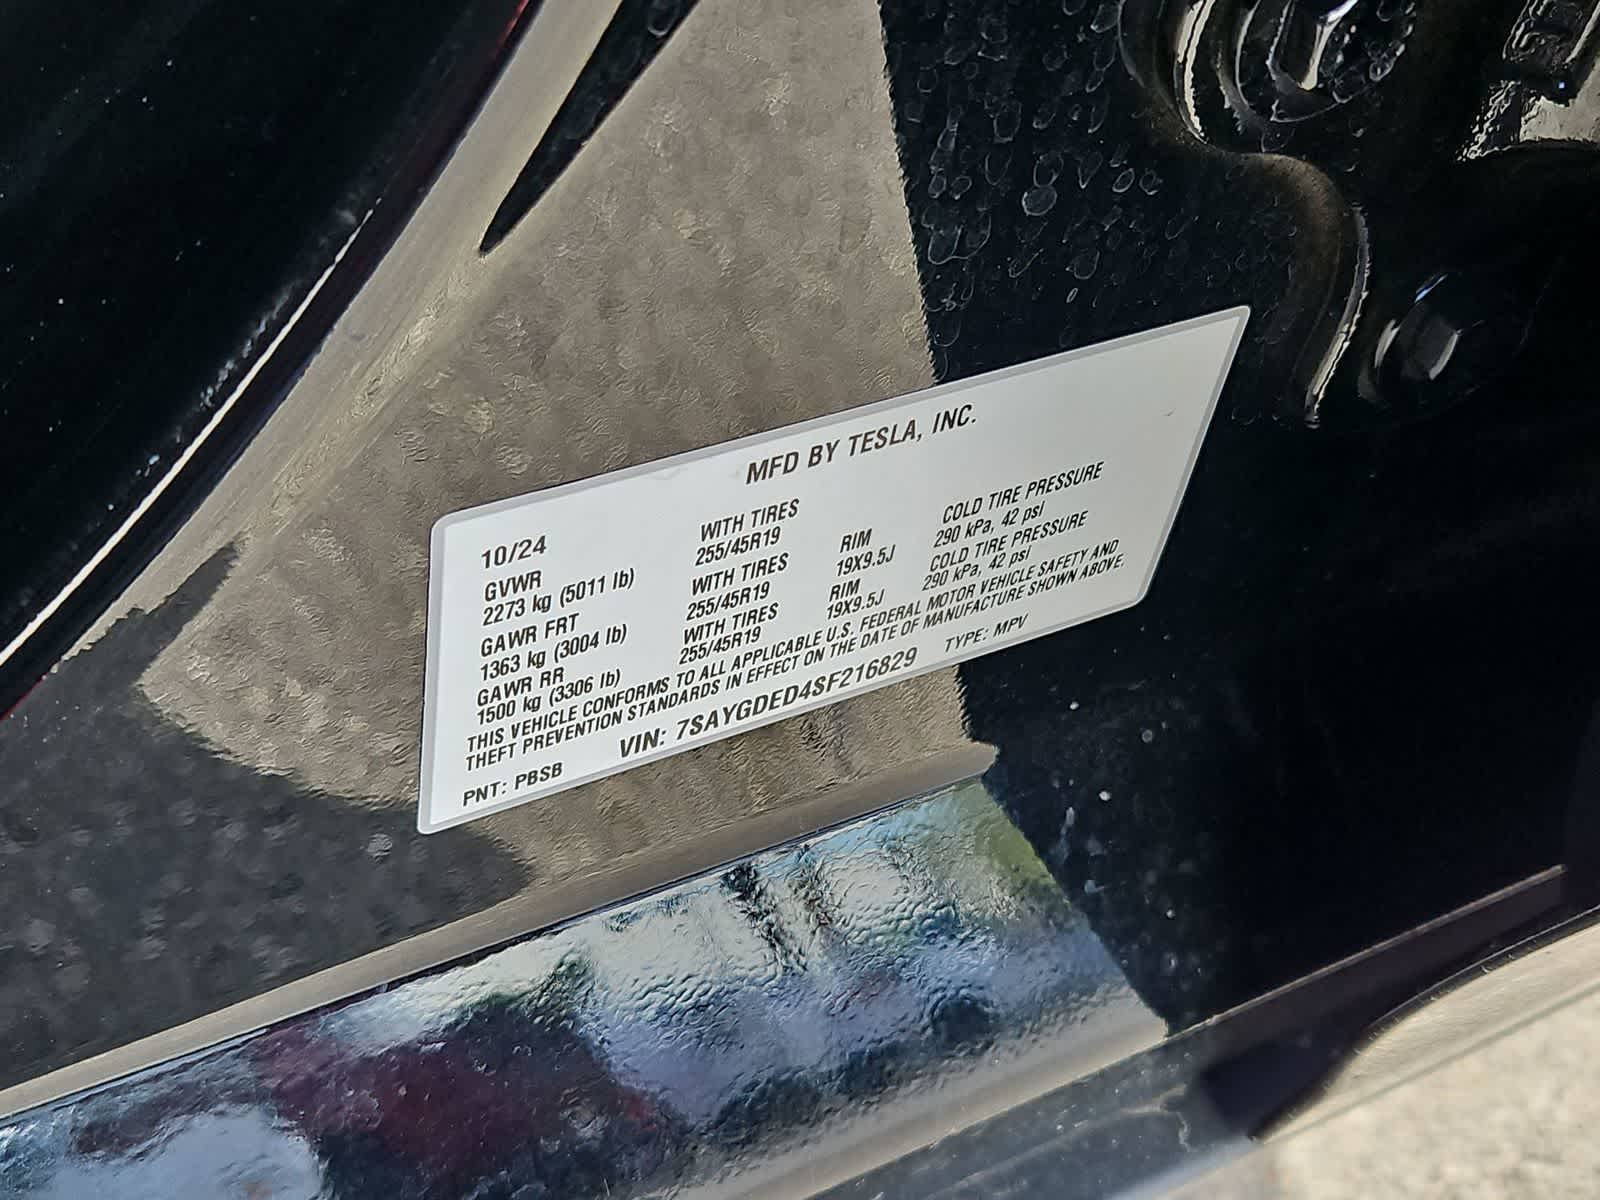 MFD BY TESLA, INC.
10/24
GVWR WITH TIRES RIM COLD TIRE PRESSURE
2273 kg (5011 lb) 255/45R19 19X9.5J 290 kPa, 42 psi
GAWR FRT WITH TIRES RIM COLD TIRE PRESSURE
1363 kg (3004 lb) 255/45R19 19X9.5J 290 kPa, 42 psi
GAWR RR WITH TIRES
1500 kg (3306 lb) 255/45R19
THIS VEHICLE CONFORMS TO ALL APPLICABLE U.S. FEDERAL MOTOR VEHICLE SAFETY AND
THEFT PREVENTION STANDARDS IN EFFECT ON THE DATE OF MANUFACTURE SHOWN ABOVE.
PNT: PBSB VIN: 7SAYGDED4SF216829 TYPE: MPV